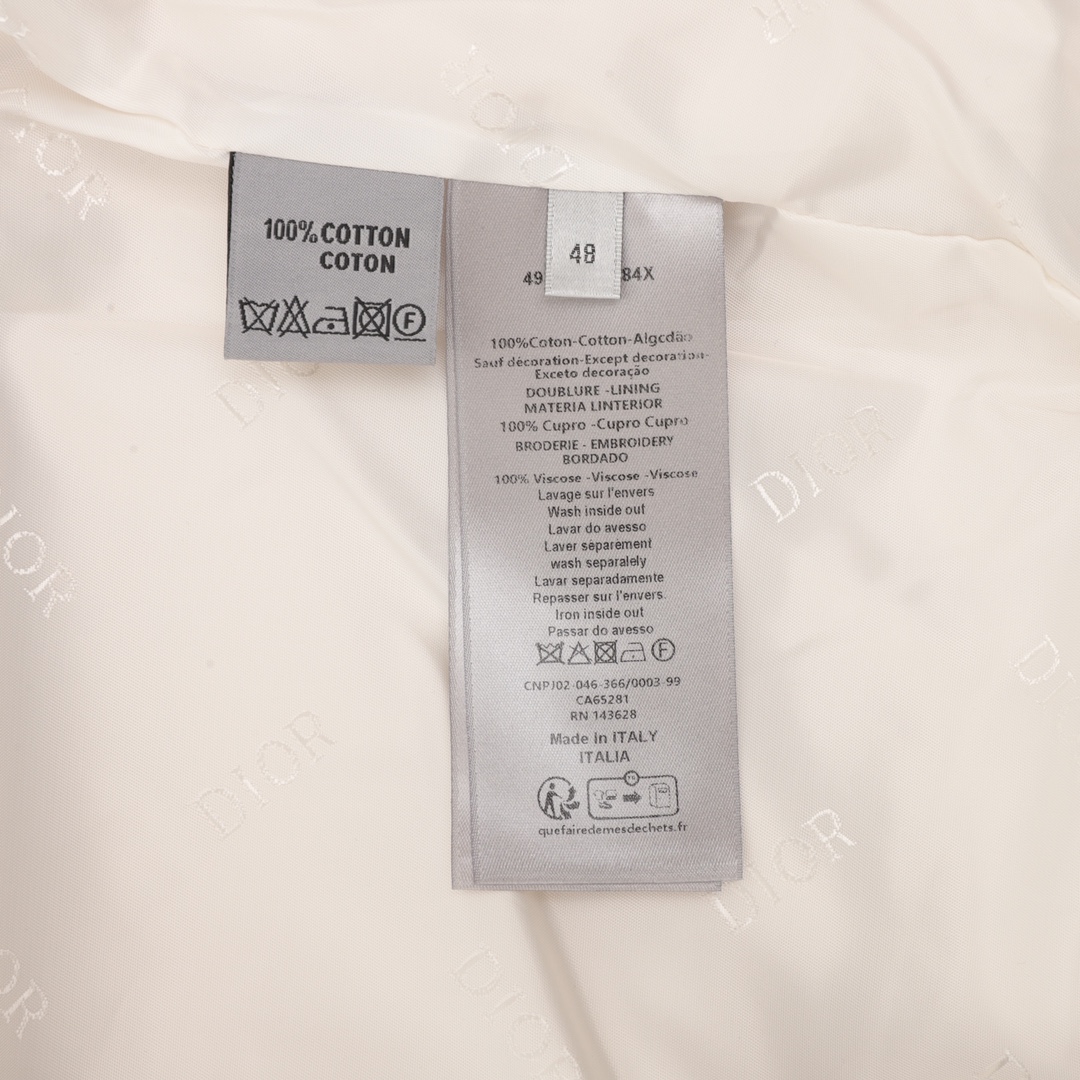 DIOR
DIOR
100% COTTON
COTON
F
48
49
84X
100%Coton-Cotton-Algcdão
Sauf décoration-Except decoration-
Exceto decoração
DOUBLURE -LINING
MATERIA LINTERIOR
100% Cupro -Cupro Cupro
BRODERIE - EMBROIDERY
BORDADO
100% Viscose -Viscose -Viscose
Lavage sur l'envers
Wash inside out
Lavar do avesso
Laver séparément
wash separalely
Lavar separadamente
Repasser sur l'envers.
Iron inside out
Passar do avesso
F
CNPJ02-046-366/0003-99
CA65281
RN 143628
Made in ITALY
ITALIA
quefairedemesdechets.fr
DIOR
DIOR
DIOR
DIOR
DIOR